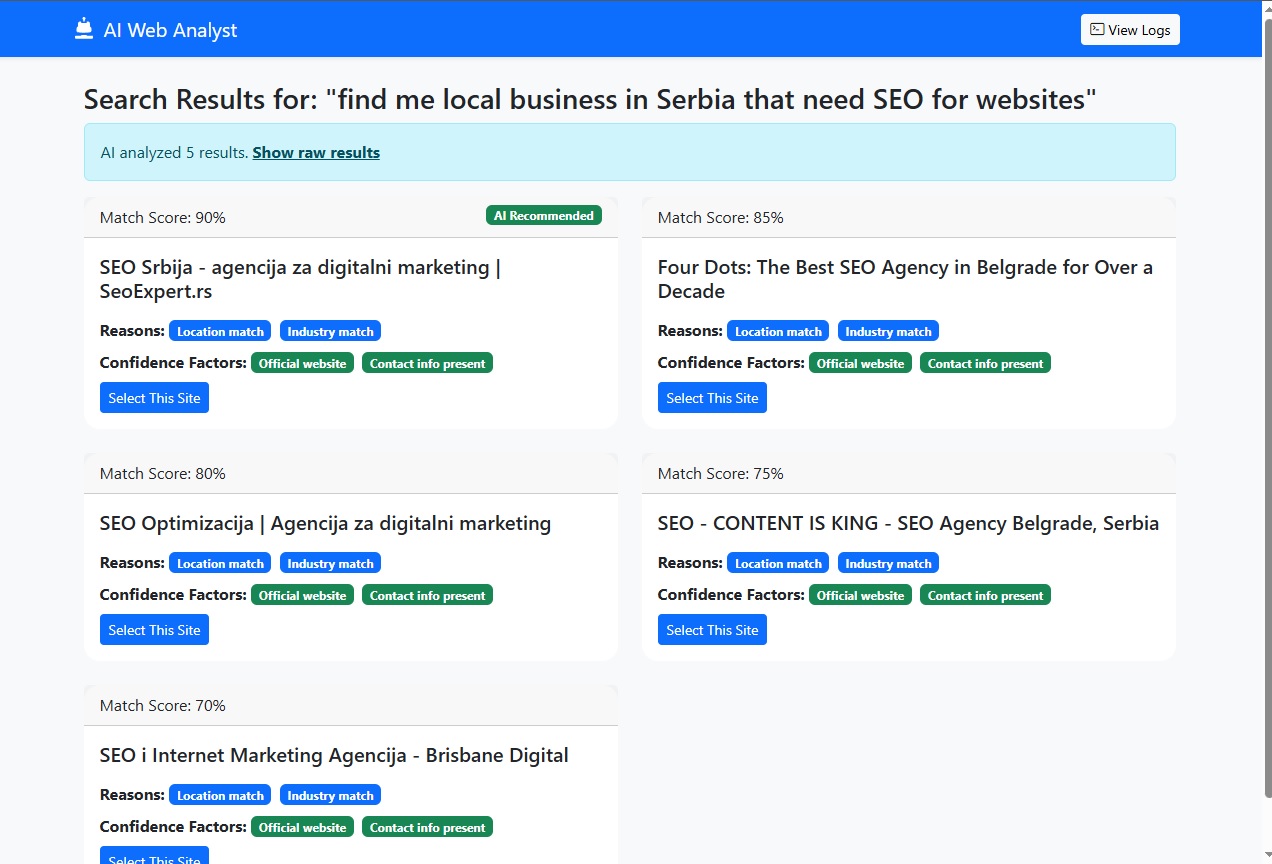 AI Web Analyst
View Logs
Search Results for: "find me local business in Serbia that need SEO for websites"
AI analyzed 5 results. Show raw results
Match Score: 90%
AI Recommended
SEO Srbija - agencija za digitalni marketing |
SeoExpert.rs
Reasons: Location match Industry match
Confidence Factors: Official website Contact info present
Select This Site
Match Score: 85%
Four Dots: The Best SEO Agency in Belgrade for Over a
Decade
Reasons: Location match Industry match
Confidence Factors: Official website Contact info present
Select This Site
Match Score: 80%
SEO Optimizacija | Agencija za digitalni marketing
Reasons: Location match Industry match
Confidence Factors: Official website Contact info present
Select This Site
Match Score: 75%
SEO - CONTENT IS KING - SEO Agency Belgrade, Serbia
Reasons: Location match Industry match
Confidence Factors: Official website Contact info present
Select This Site
Match Score: 70%
SEO i Internet Marketing Agencija - Brisbane Digital
Reasons: Location match Industry match
Confidence Factors: Official website Contact info present
Select This Site